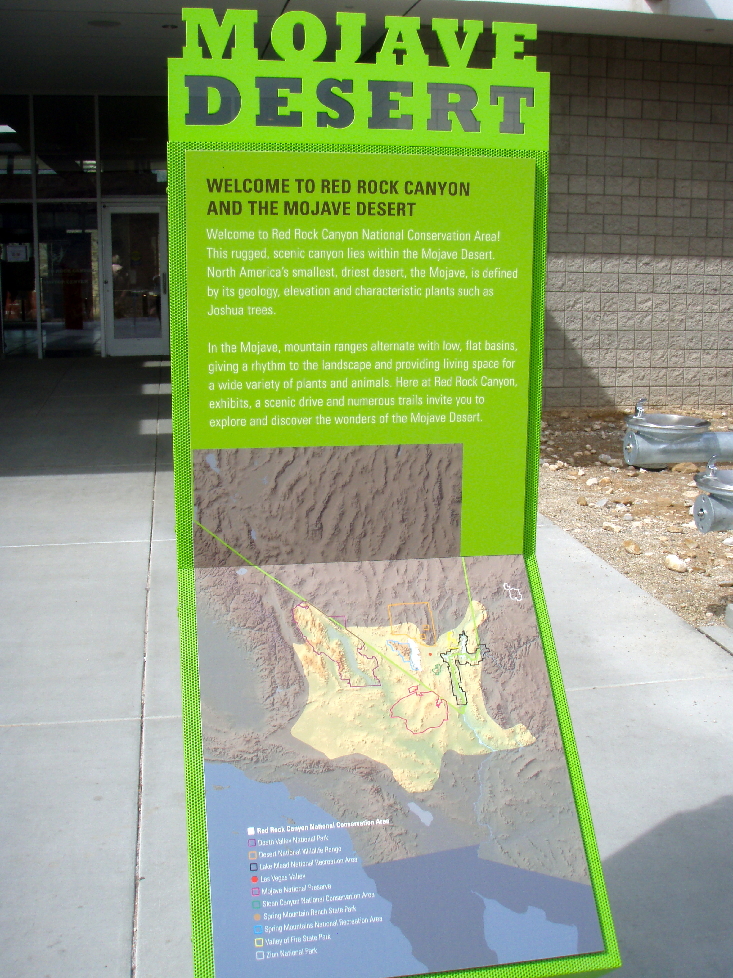 MOJAVE
DESERT
WELCOME TO RED ROCK CANYON
AND THE MOJAVE DESERT
Welcome to Red Rock Canyon National Conservation Area!
This rugged, scenic canyon lies within the Mojave Desert.
North America's smallest, driest desert, the Mojave, is defined
by its geology, elevation and characteristic plants such as
Joshua trees.
In the Mojave, mountain ranges alternate with low, flat basins,
giving a rhythm to the landscape and providing living space for
a wide variety of plants and animals. Here at Red Rock Canyon,
exhibits, a scenic drive and numerous trails invite you to
explore and discover the wonders of the Mojave Desert.
Red Rock Canyon National Conservation Area
Death Valley National Park
Desert National Wildlife Range
Lake Mead National Recreation Area
Las Vegas Valley
Mojave National Preserve
Sloan Canyon National Conservation Area
Spring Mountain Ranch State Park
Spring Mountains National Recreation Area
Valley of Fire State Park
Zion National Park